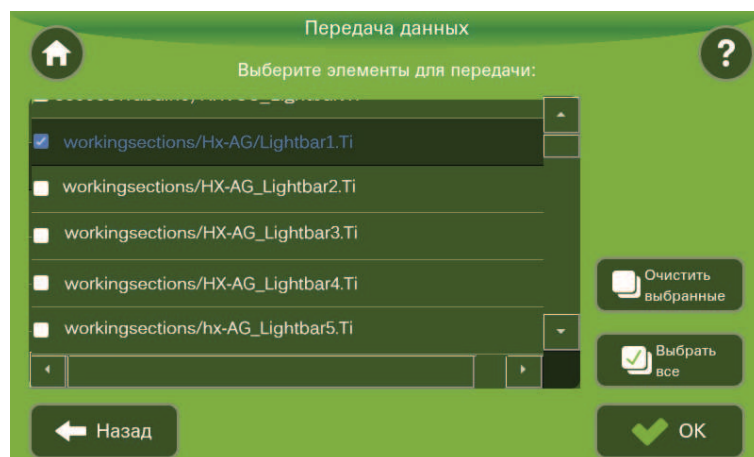 Передача данных
?
Выберите элементы для передачи:
workingsections/Hx-AG/Lightbar1.Ti
workingsections/HX-AG_Lightbar2.Ti
workingsections/HX-AG_Lightbar3.Ti
workingsections/HX-AG_Lightbar4.Ti
workingsections/hx-AG_Lightbar5.Ti
Очистить
выбранные
Выбрать
все
Назад
OK